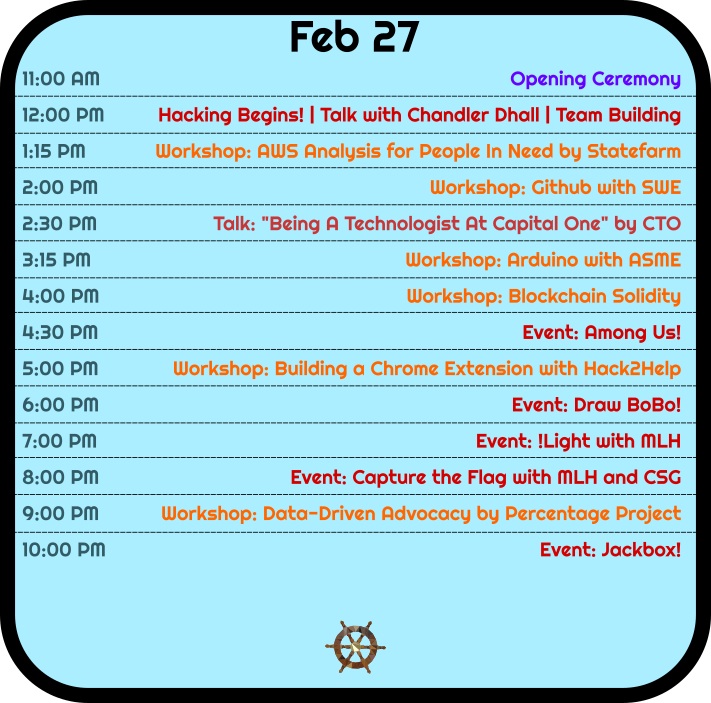 Feb 27
11:00 AM Opening Ceremony
12:00 PM Hacking Begins! | Talk with Chandler Dhall | Team Building
1:15 PM Workshop: AWS Analysis for People In Need by Statefarm
2:00 PM Workshop: Github with SWE
2:30 PM Talk: "Being A Technologist At Capital One" by CTO
3:15 PM Workshop: Arduino with ASME
4:00 PM Workshop: Blockchain Solidity
4:30 PM Event: Among Us!
5:00 PM Workshop: Building a Chrome Extension with Hack2Help
6:00 PM Event: Draw BoBo!
7:00 PM Event: !Light with MLH
8:00 PM Event: Capture the Flag with MLH and CSG
9:00 PM Workshop: Data-Driven Advocacy by Percentage Project
10:00 PM Event: Jackbox!